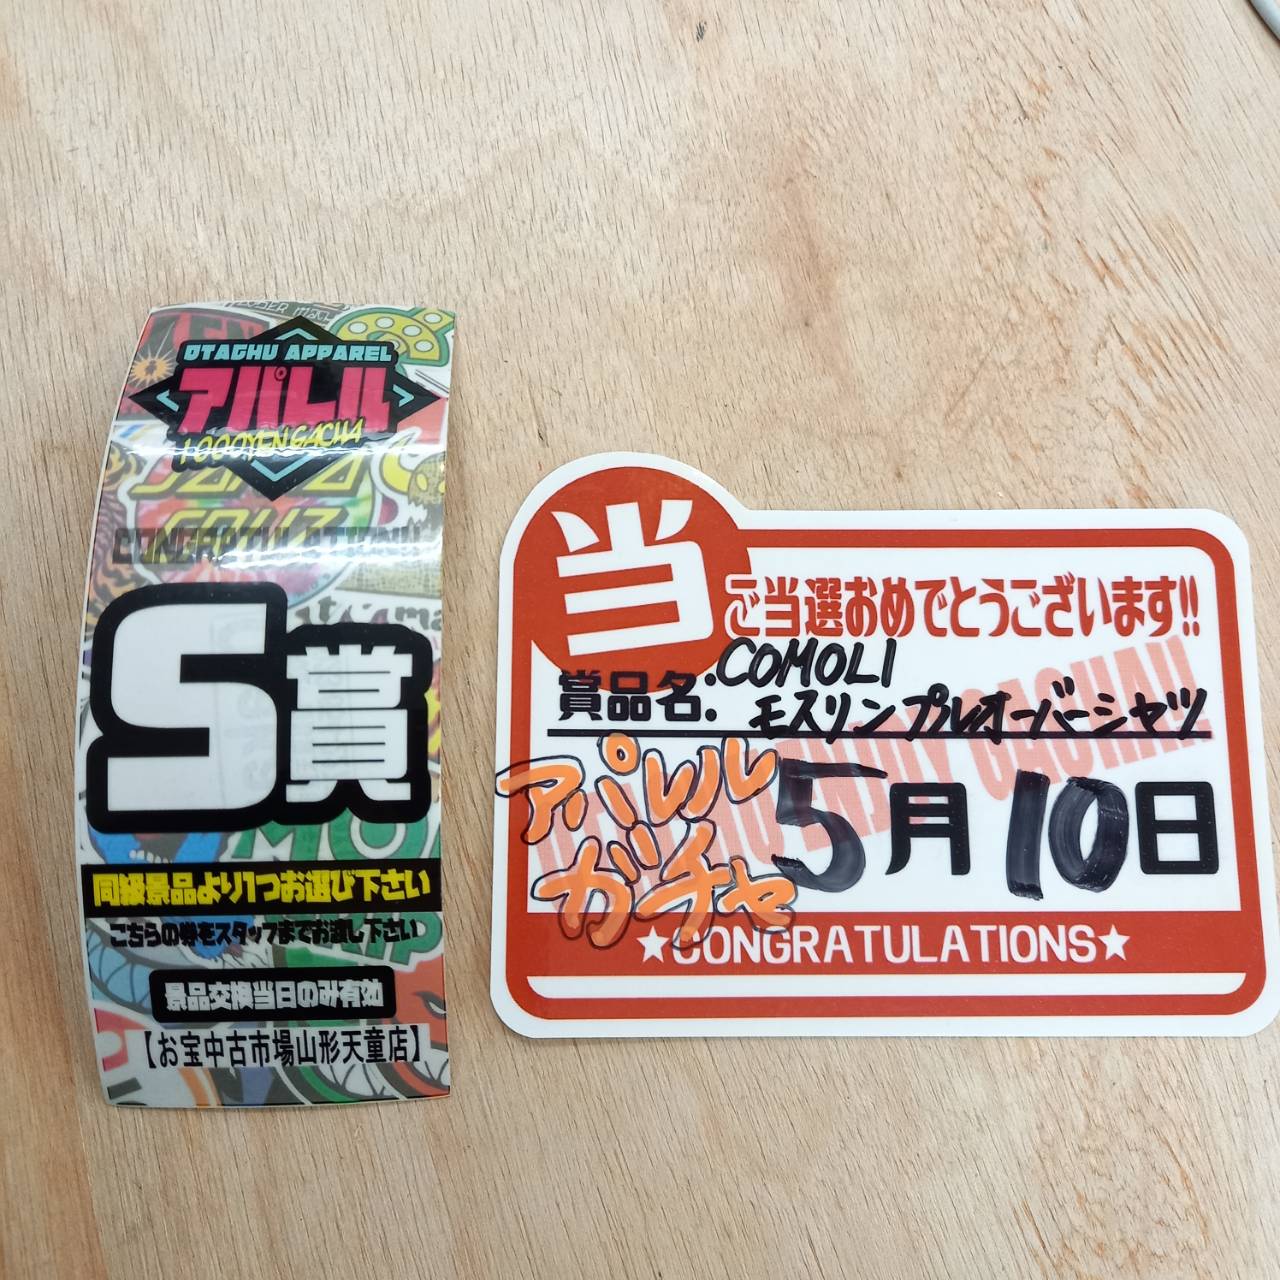 OTACHU APPAREL
アパレル
1,000YEN GACHA
CONGRATULATION!!
S賞
同級景品より1つお選び下さい
こちらの券をスタッフまでお渡し下さい
景品交換当日のみ有効
【お宝中古市場山形天童店】
当
ご当選おめでとうございます!!
賞品名:COMOLI
モスリンプルオーバーシャツ
アパレル
ガチャ
5月10日
★CONGRATULATIONS★